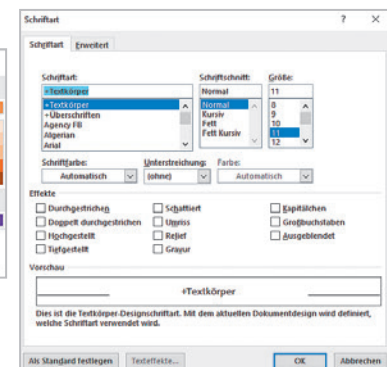 Schriftart ? ×
Schriftart Erweitert
Schriftart: Schriftschnitt: Größe:
+Textkörper Normal 11
+Textkörper Normal 8
+Überschriften Kursiv 9
Agency FB Fett 10
Algerian Fett Kursiv 11
Arial 12
Schriftfarbe: Unterstreichung: Farbe:
Automatisch (ohne) Automatisch
Effekte
Durchgestrichen Schattiert Kapitälchen
Doppelt durchgestrichen Umriss Großbuchstaben
Hochgestellt Relief Ausgeblendet
Tiefgestellt Gravur
Vorschau
+Textkörper
Dies ist die Textkörper-Designschriftart. Mit dem aktuellen Dokumentdesign wird definiert,
welche Schriftart verwendet wird.
Als Standard festlegen Texteffekte... OK Abbrechen